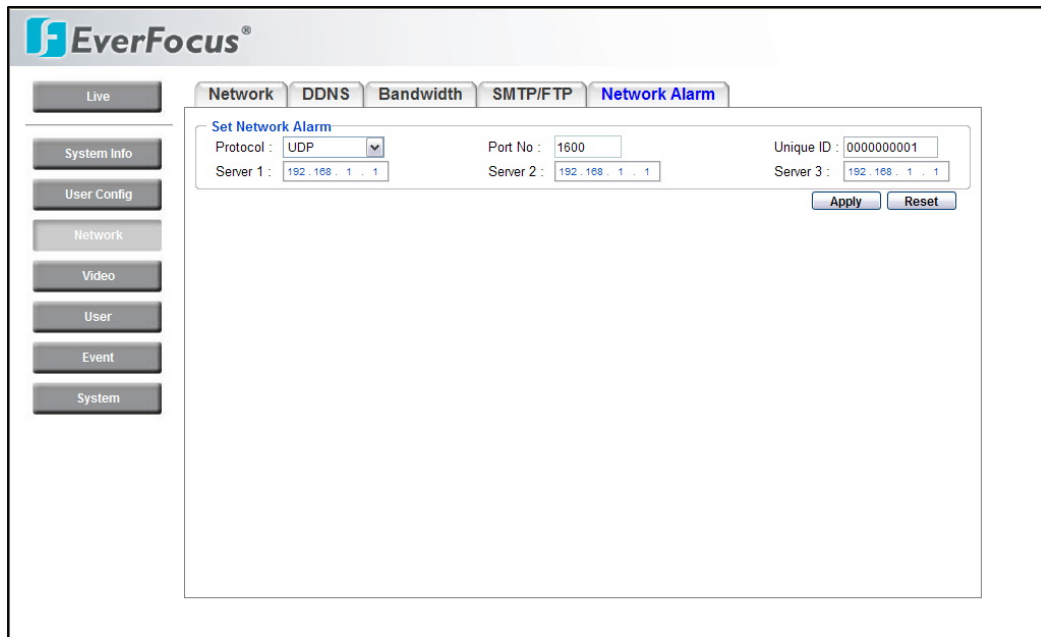 EverFocus®
Live
System Info
User Config
Network
Video
User
Event
System
Network DDNS Bandwidth SMTP/FTP Network Alarm
Set Network Alarm
Protocol : UDP Port No : 1600 Unique ID : 0000000001
Server 1 : 192 . 168 . 1 . 1 Server 2 : 192 . 168 . 1 . 1 Server 3 : 192 . 168 . 1 . 1
Apply Reset